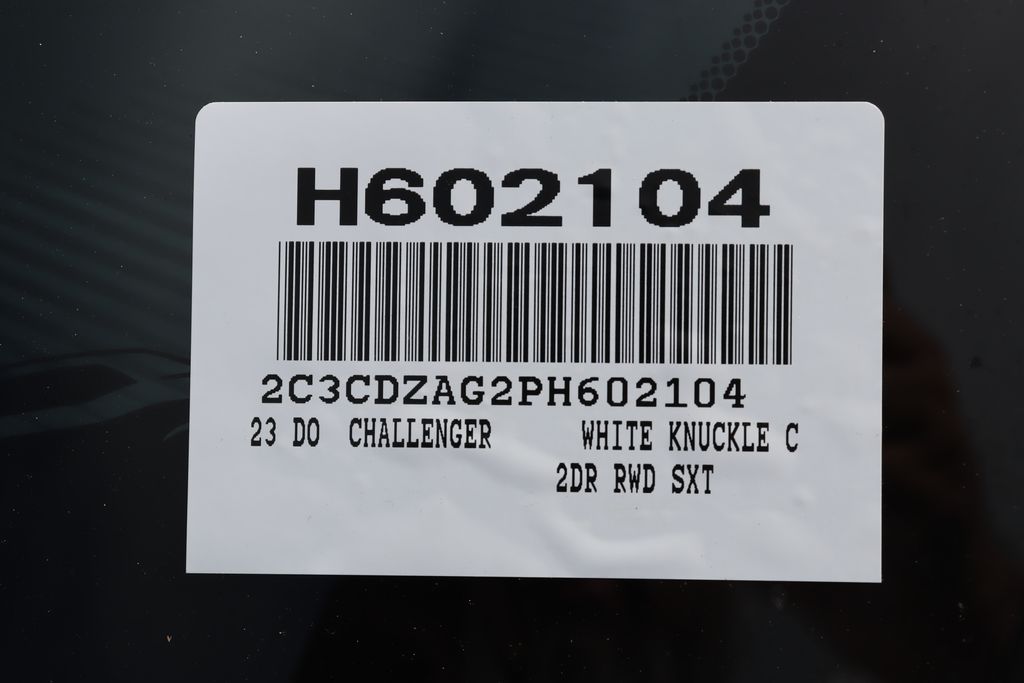 H602104
2C3CDZAG2PH602104
23 DO CHALLENGER WHITE KNUCKLE C
2DR RWD SXT